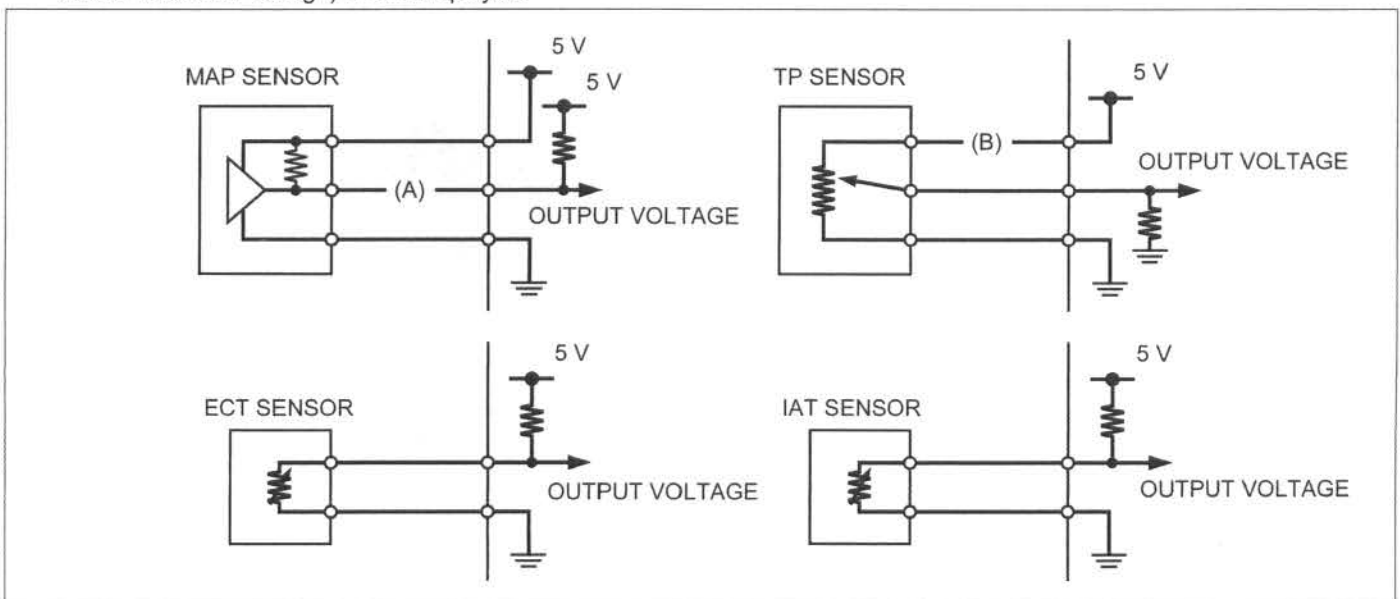 5 V
MAP SENSOR
5 V
(A)
OUTPUT VOLTAGE
TP SENSOR
5 V
(B)
OUTPUT VOLTAGE
ECT SENSOR
5 V
OUTPUT VOLTAGE
IAT SENSOR
5 V
OUTPUT VOLTAGE